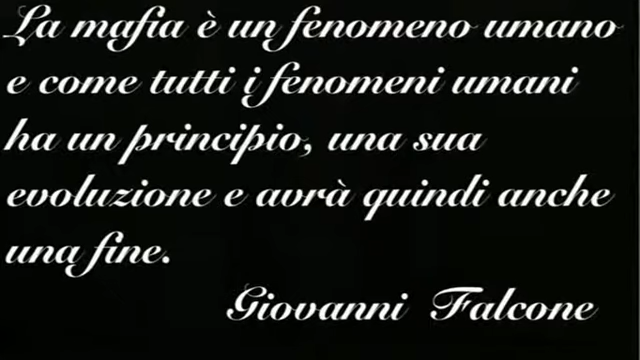 La mafia è un fenomeno umano
e come tutti i fenomeni umani
ha un principio, una sua
evoluzione e avrà quindi anche
una fine.
Giovanni Falcone